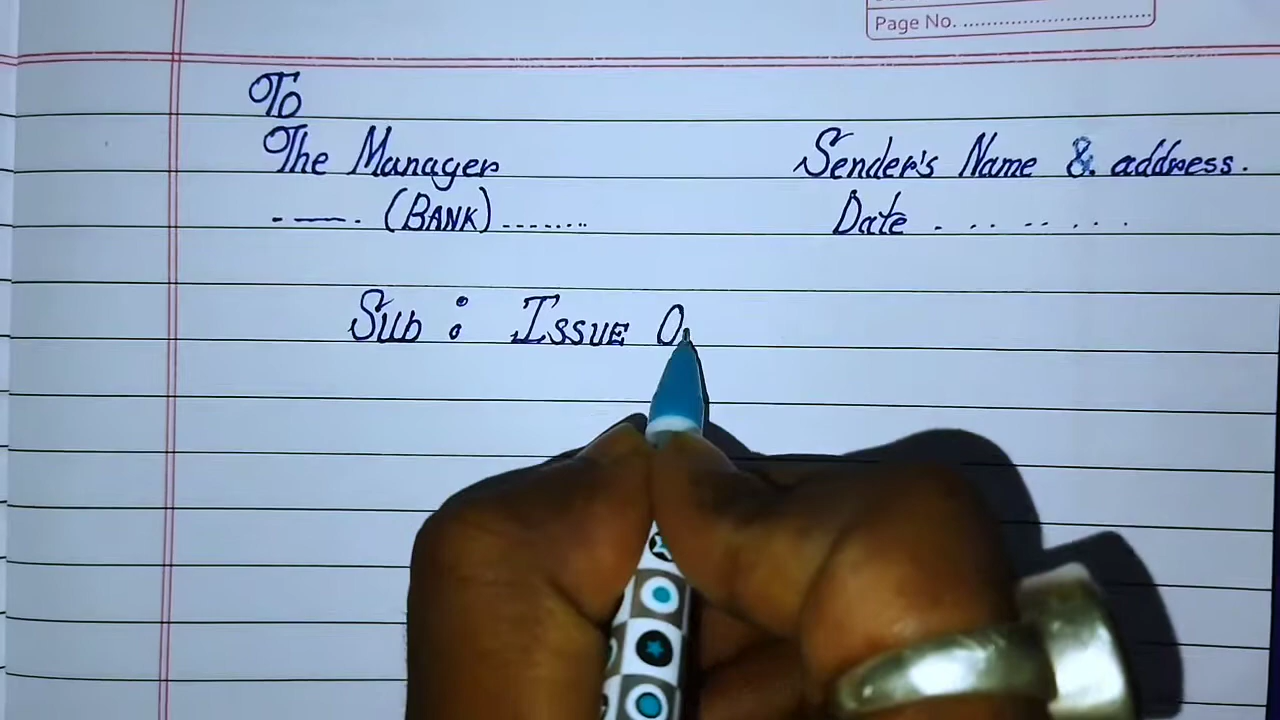 Page No. ............................................
To
The Manager
Sender's Name & address.
. ——. (BANK) ........
Date . . . . . . . .
Sub : ISSUE O